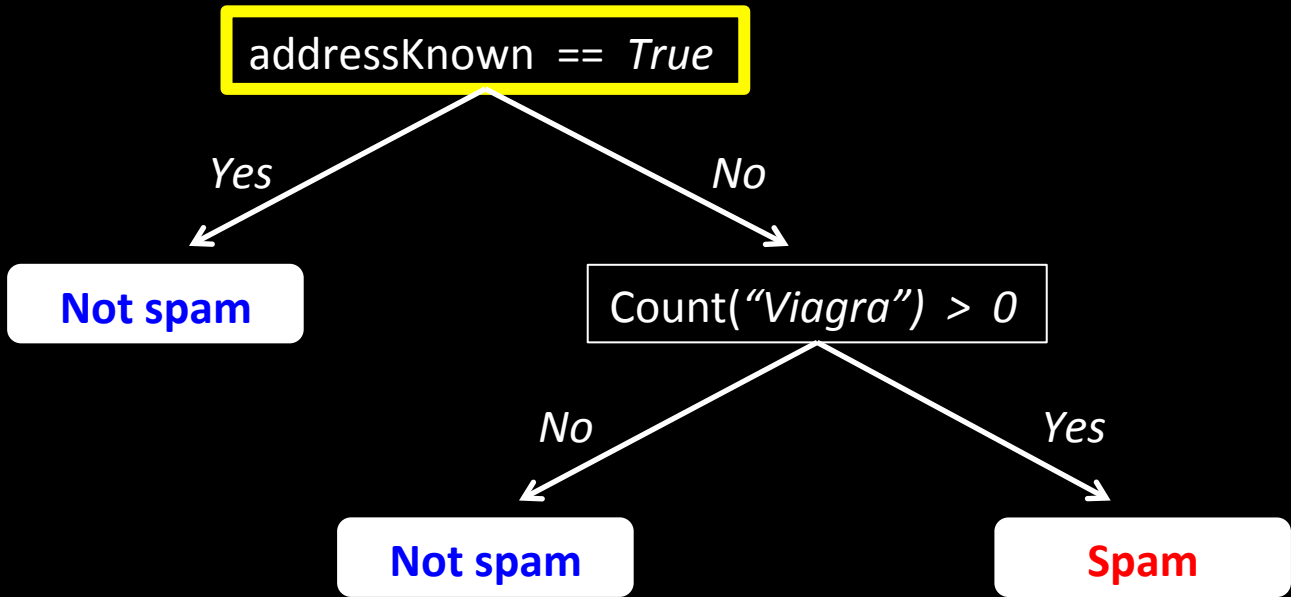 addressKnown == True
Yes
No
Not spam
Count(“Viagra”) > 0
No
Yes
Not spam
Spam